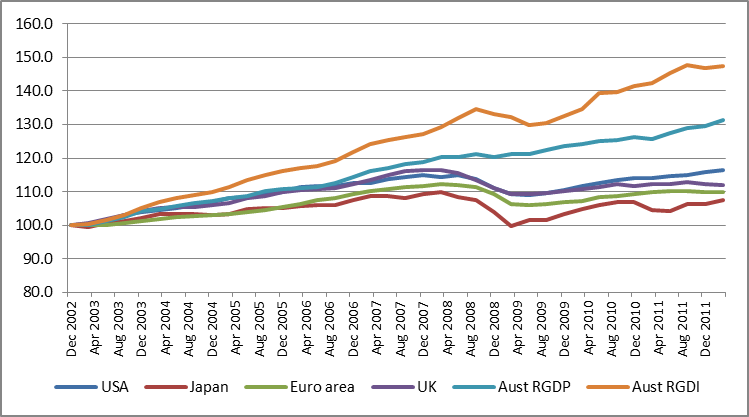 160.0
150.0
140.0
130.0
120.0
110.0
100.0
90.0
80.0
Dec 2002
Apr 2003
Aug 2003
Dec 2003
Apr 2004
Aug 2004
Dec 2004
Apr 2005
Aug 2005
Dec 2005
Apr 2006
Aug 2006
Dec 2006
Apr 2007
Aug 2007
Dec 2007
Apr 2008
Aug 2008
Dec 2008
Apr 2009
Aug 2009
Dec 2009
Apr 2010
Aug 2010
Dec 2010
Apr 2011
Aug 2011
Dec 2011
USA Japan Euro area UK Aust RGDP Aust RGDI